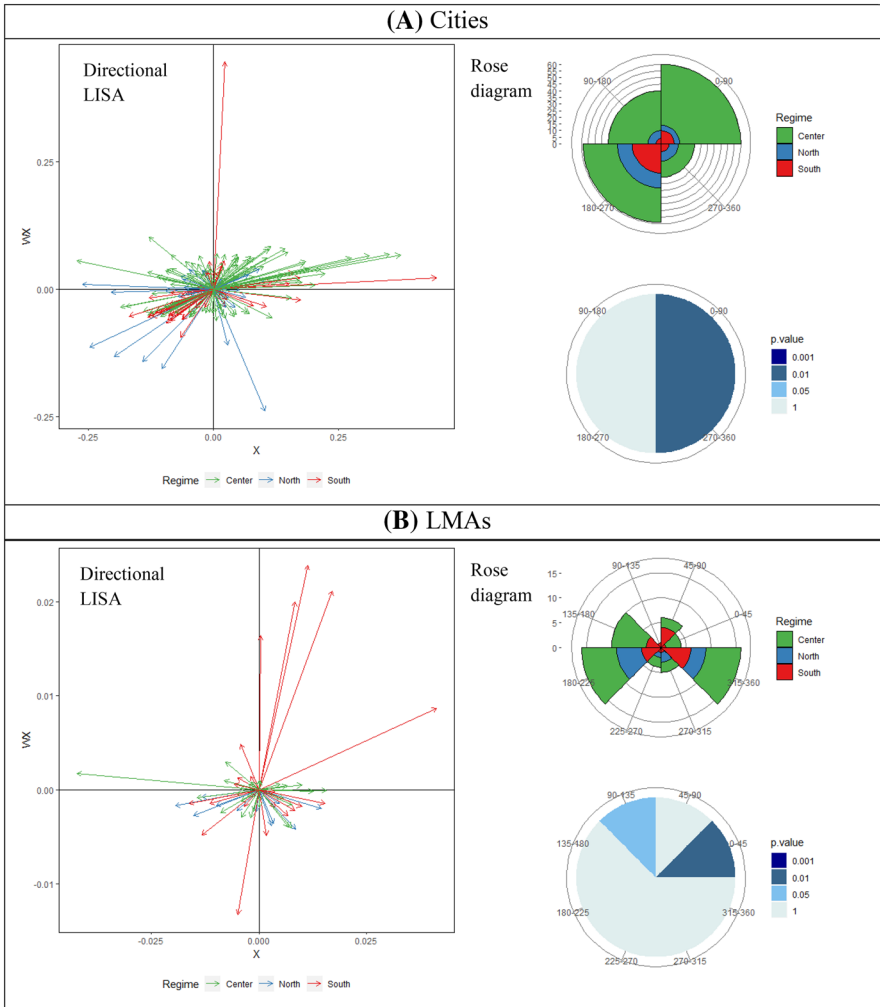 (A) Cities
Directional
LISA
0.25
0.00
-0.25
WX
-0.25
0.00
0.25
X
Regime Center North South
Rose
diagram
60
55
50
45
40
35
30
25
20
15
10
5
0
90-180
0-90
180-270
270-360
Regime
Center
North
South
90-180
0-90
180-270
270-360
p.value
0.001
0.01
0.05
1
(B) LMAs
Directional
LISA
0.02
0.01
0.00
-0.01
WX
-0.025
0.000
0.025
X
Regime Center North South
Rose
diagram
15
10
5
0
90-135
45-90
135-180
0-45
180-225
315-360
225-270
270-315
Regime
Center
North
South
90-135
45-90
135-180
0-45
180-225
315-360
225-270
270-315
p.value
0.001
0.01
0.05
1